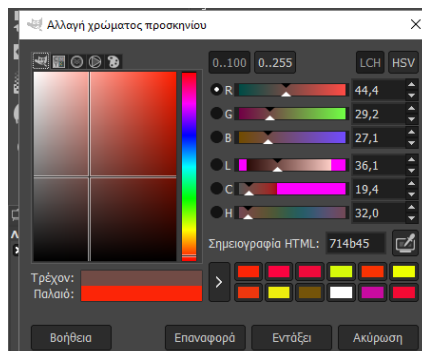 Αλλαγή χρώματος προσκηνίου
0..100 0..255 LCH HSV
R 44,4
G 29,2
B 27,1
L 36,1
C 19,4
H 32,0
Σημειογραφία HTML: 714b45
Τρέχον:
Παλαιό:
Βοήθεια Επαναφορά Εντάξει Ακύρωση